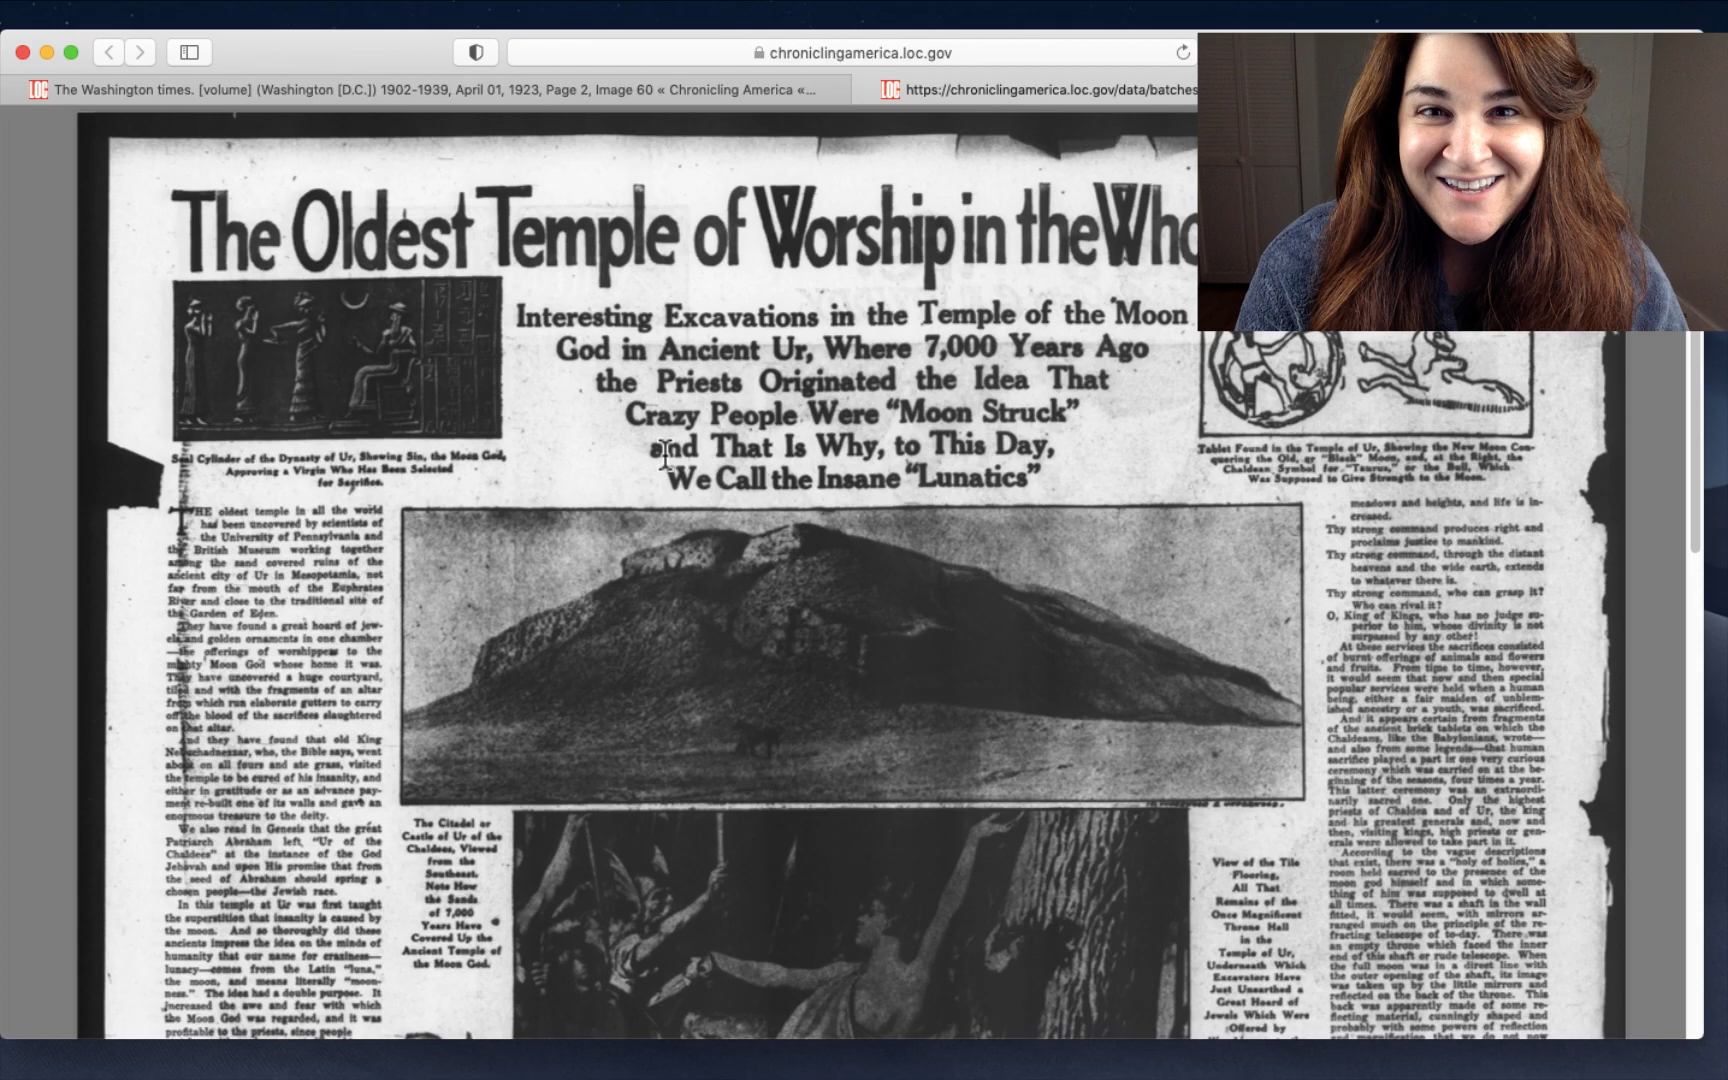 chroniclingamerica.loc.gov
LOC The Washington times. [volume] (Washington [D.C.]) 1902-1939, April 01, 1923, Page 2, Image 60 « Chronicling America «...
LOC https://chroniclingamerica.loc.gov/data/batches
The Oldest Temple of Worship in the Who
Interesting Excavations in the Temple of the Moon
God in Ancient Ur, Where 7,000 Years Ago
the Priests Originated the Idea That
Crazy People Were “Moon Struck”
and That Is Why, to This Day,
We Call the Insane “Lunatics”
Seal Cylinder of the Dynasty of Ur, Showing Sin, the Moon God,
Approving a Virgin Who Has Been Selected
for Sacrifice.
Tablet Found in the Temple of Ur, Showing the New Moon Con-
quering the Old, or "Black" Moon, and, at the Right, the
Chaldean Symbol for "Taurus," or the Bull, Which
Was Supposed to Give Strength to the Moon.
THE oldest temple in all the world
had been uncovered by scientists of
the University of Pennsylvania and
the British Museum working together
among the sand covered ruins of the
ancient city of Ur in Mesopotamia, not
far from the mouth of the Euphrates
River and close to the traditional site of
the Garden of Eden.
They have found a great hoard of jew-
els and golden ornaments in one chamber
—the offerings of worshippers to the
mighty Moon God whose home it was.
They have uncovered a huge courtyard,
tiled and with the fragments of an altar
from which run elaborate gutters to carry
off the blood of the sacrifices slaughtered
on that altar.
And they have found that old King
Nebuchadnezzar, who, the Bible says, went
about on all fours and ate grass, visited
the temple to be cured of his insanity, and
either in gratitude or as an advance pay-
ment re-built one of its walls and gave an
enormous treasure to the deity.
We also read in Genesis that the great
Patriarch Abraham left "Ur of the
Chaldees" at the instance of the God
Jehovah and upon His promise that from
the seed of Abraham should spring a
chosen people—the Jewish race.
In this temple at Ur was first taught
the superstition that insanity is caused by
the moon. And so thoroughly did these
ancients impress the idea on the minds of
humanity that our name for craziness—
lunacy—comes from the Latin "luna,"
the moon, and means literally "moon-
ness." The idea had a double purpose. It
increased the awe and fear with which
the Moon God was regarded, and it was
profitable to the priests, since people
The Citadel or
Castle of Ur of the
Chaldees, Viewed
from the
Southeast.
Note How
the Sands
of 7,000
Years Have
Covered Up the
Ancient Temple of
the Moon God.
View of the Tile
Flooring,
All That
Remains of the
Once Magnificent
Throne Hall
in the
Temple of Ur,
Underneath Which
Excavators Have
Just Unearthed a
Great Hoard of
Jewels Which Were
Offered by
meadows and heights, and life is in-
creased.
Thy strong command produces right and
proclaims justice to mankind.
Thy strong command, through the distant
heavens and the wide earth, extends
to whatever there is.
Thy strong command, who can grasp it?
Who can rival it?
O, King of Kings, who has no judge su-
perior to him, whose divinity is not
surpassed by any other!
At these services the sacrifices consisted
of burnt offerings of animals and flowers
and fruits. From time to time, however,
it would seem that now and then special
popular services were held when a human
being, either a fair maiden of unblem-
ished ancestry or a youth, was sacrificed.
And it appears certain from fragments
of the ancient brick tablets on which the
Chaldeans, like the Babylonians, wrote—
and also from some legends—that human
sacrifice played a part in one very curious
ceremony which was carried on at the be-
ginning of the seasons, four times a year.
This latter ceremony was an extraordi-
narily sacred one. Only the highest
priests of Chaldea and of Ur, the king
and his greatest generals and, now and
then, visiting kings, high priests or gen-
erals were allowed to take part in it.
According to the vague descriptions
that exist, there was a "holy of holies," a
room held sacred to the presence of the
moon god himself and in which some-
thing of him was supposed to dwell at
all times. There was a shaft in the wall
fitted, it would seem, with mirrors ar-
ranged much on the principle of the re-
fracting telescope of to-day. There was
an empty throne which faced the inner
end of this shaft or rude telescope. When
the full moon was in a direct line with
the outer opening of the shaft, its image
was taken up by the little mirrors and
reflected on the back of the throne. This
back was apparently made of some re-
flecting material, cunningly shaped and
probably with some powers of reflection
and magnification that we do not now